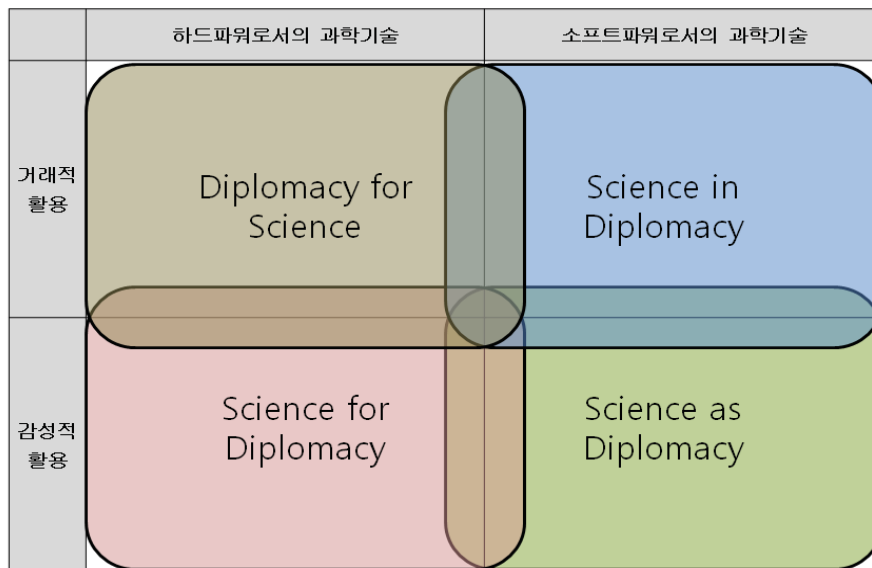 하드파워로서의 과학기술
소프트파워로서의 과학기술
거래적
활용
Diplomacy for
Science
Science in
Diplomacy
감성적
활용
Science for
Diplomacy
Science as
Diplomacy